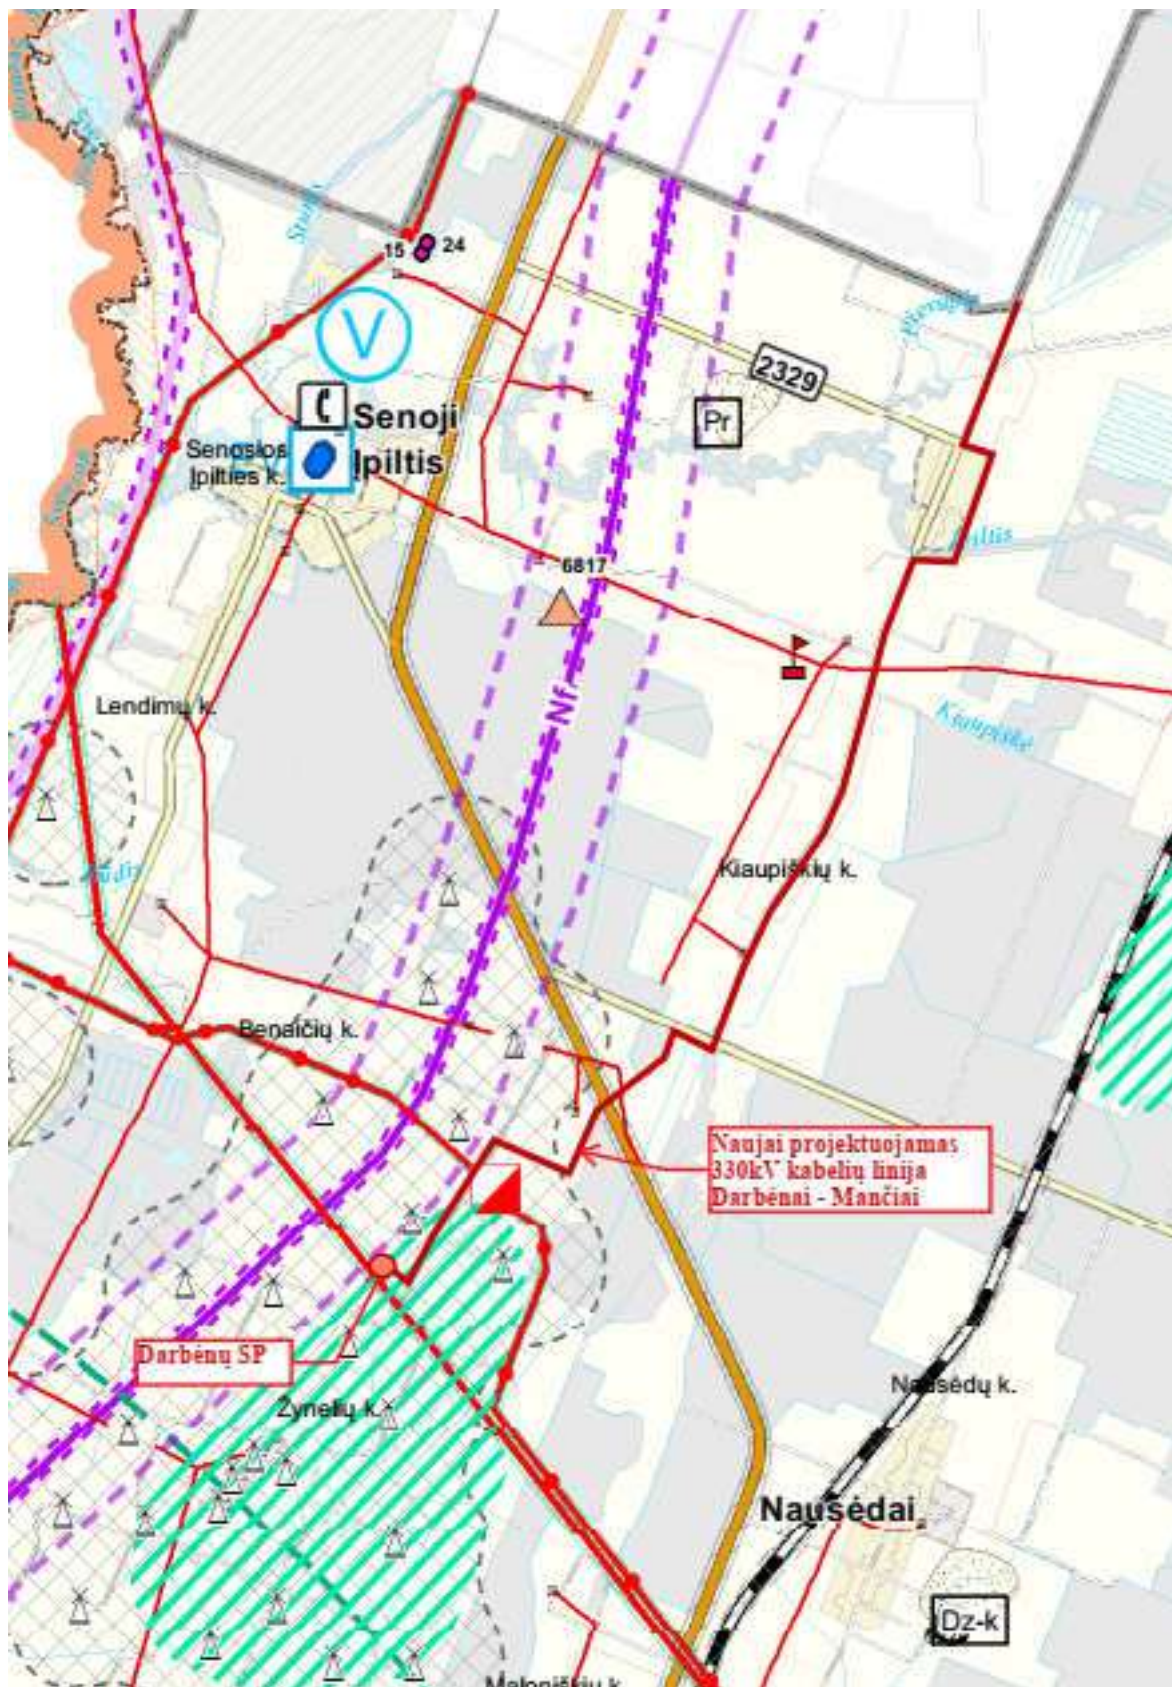 15
24
V
2329
Pr
Senoji
Įpiltis
Senosios
Įpilties k.
6817
Lendimų k.
Nf
Kiaupiškė
Kiaupiškių k.
Benaičių k.
Naujai projektuojamas
330kV kabelių linija
Darbėnai - Mančiai
Darbėnų SP
Žynelių k.
Nausėdų k.
Nausėdai
Dz-k